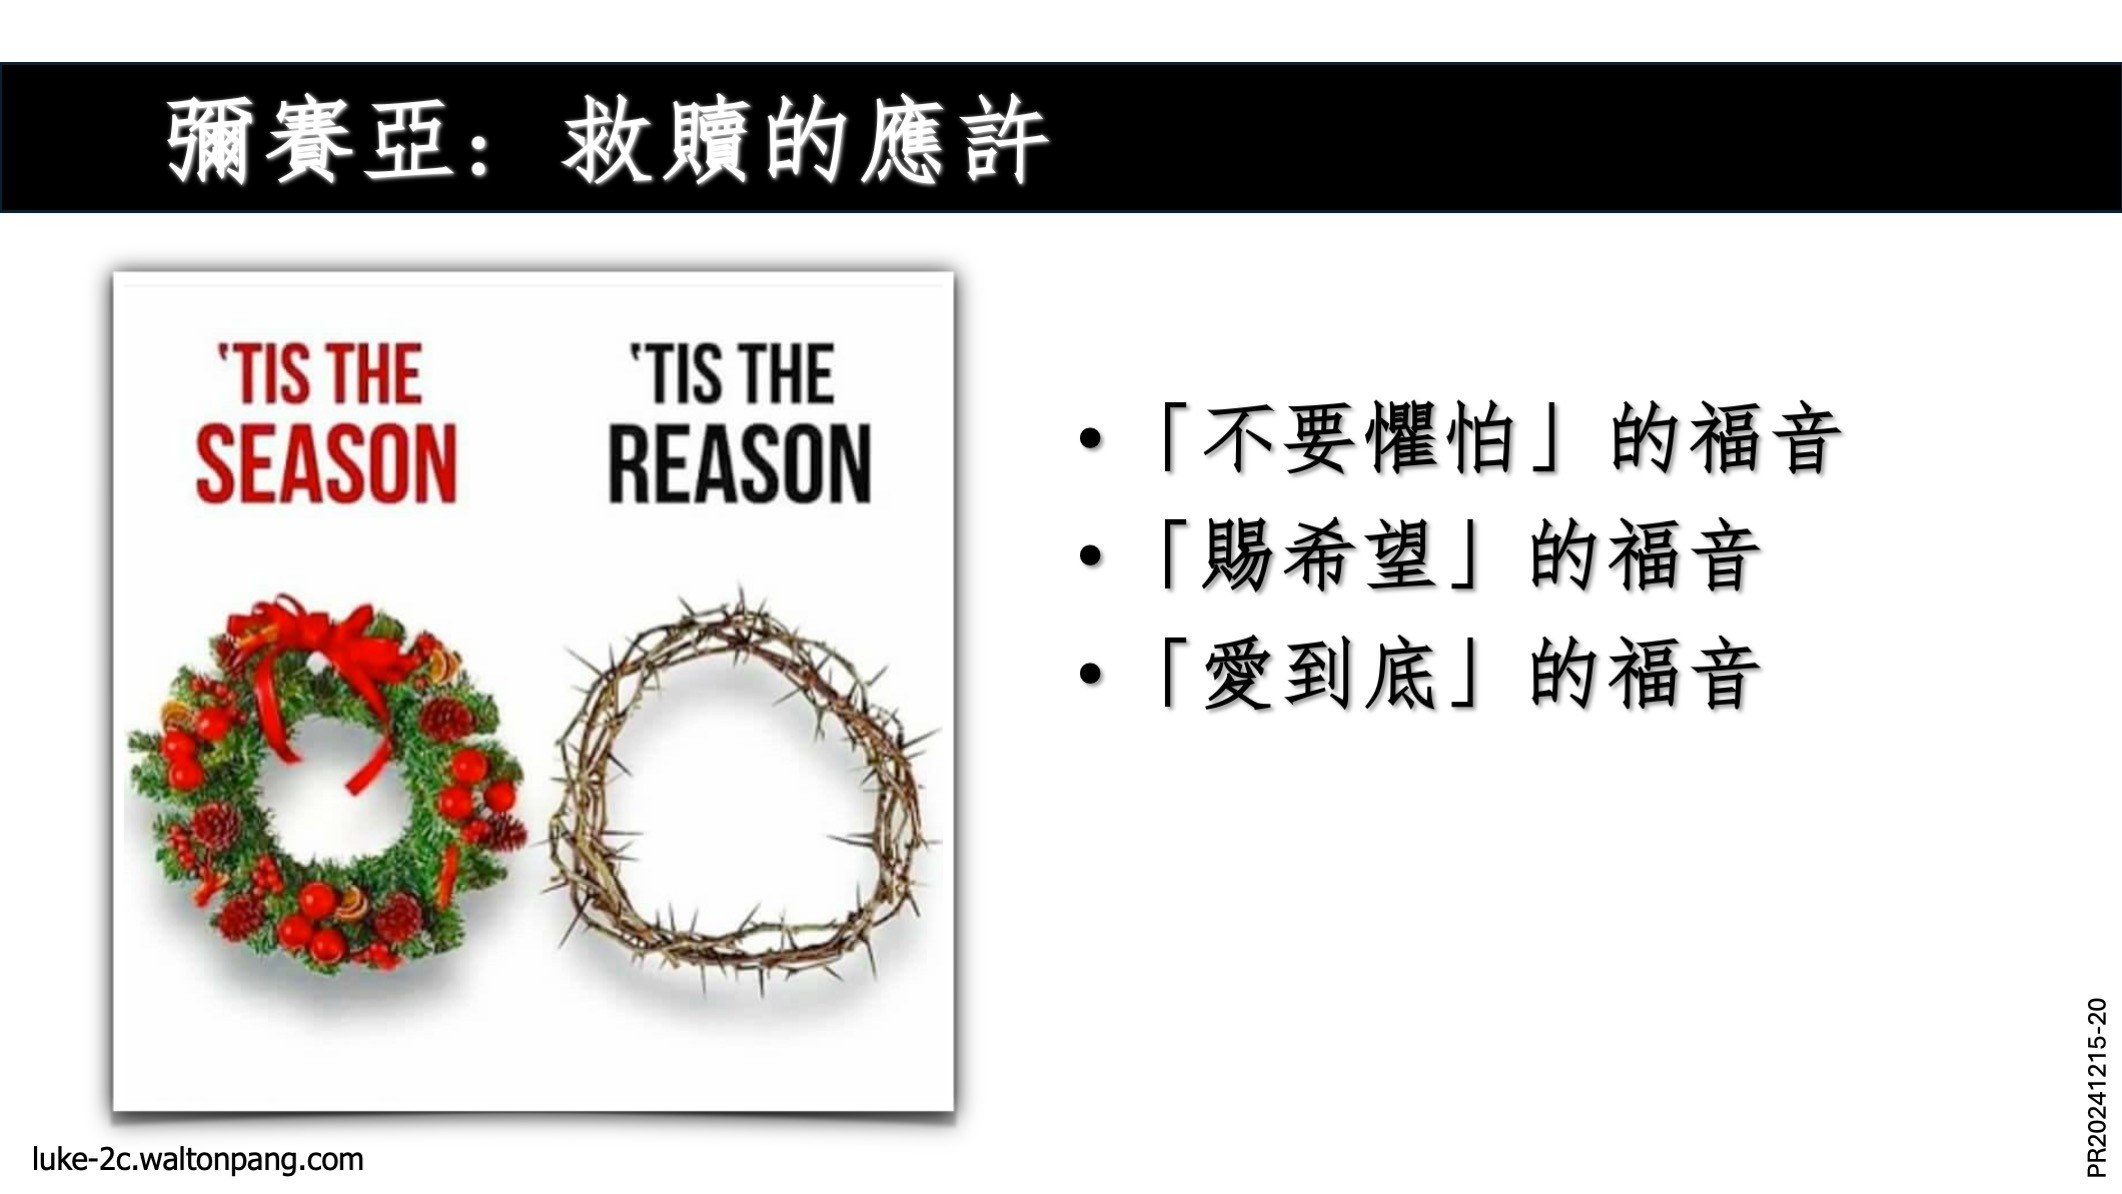 彌賽亞：救贖的應許
‛TIS THE
SEASON
‛TIS THE
REASON
• 「不要懼怕」的福音
• 「賜希望」的福音
• 「愛到底」的福音
luke-2c.waltonpang.com
PR20241215-20